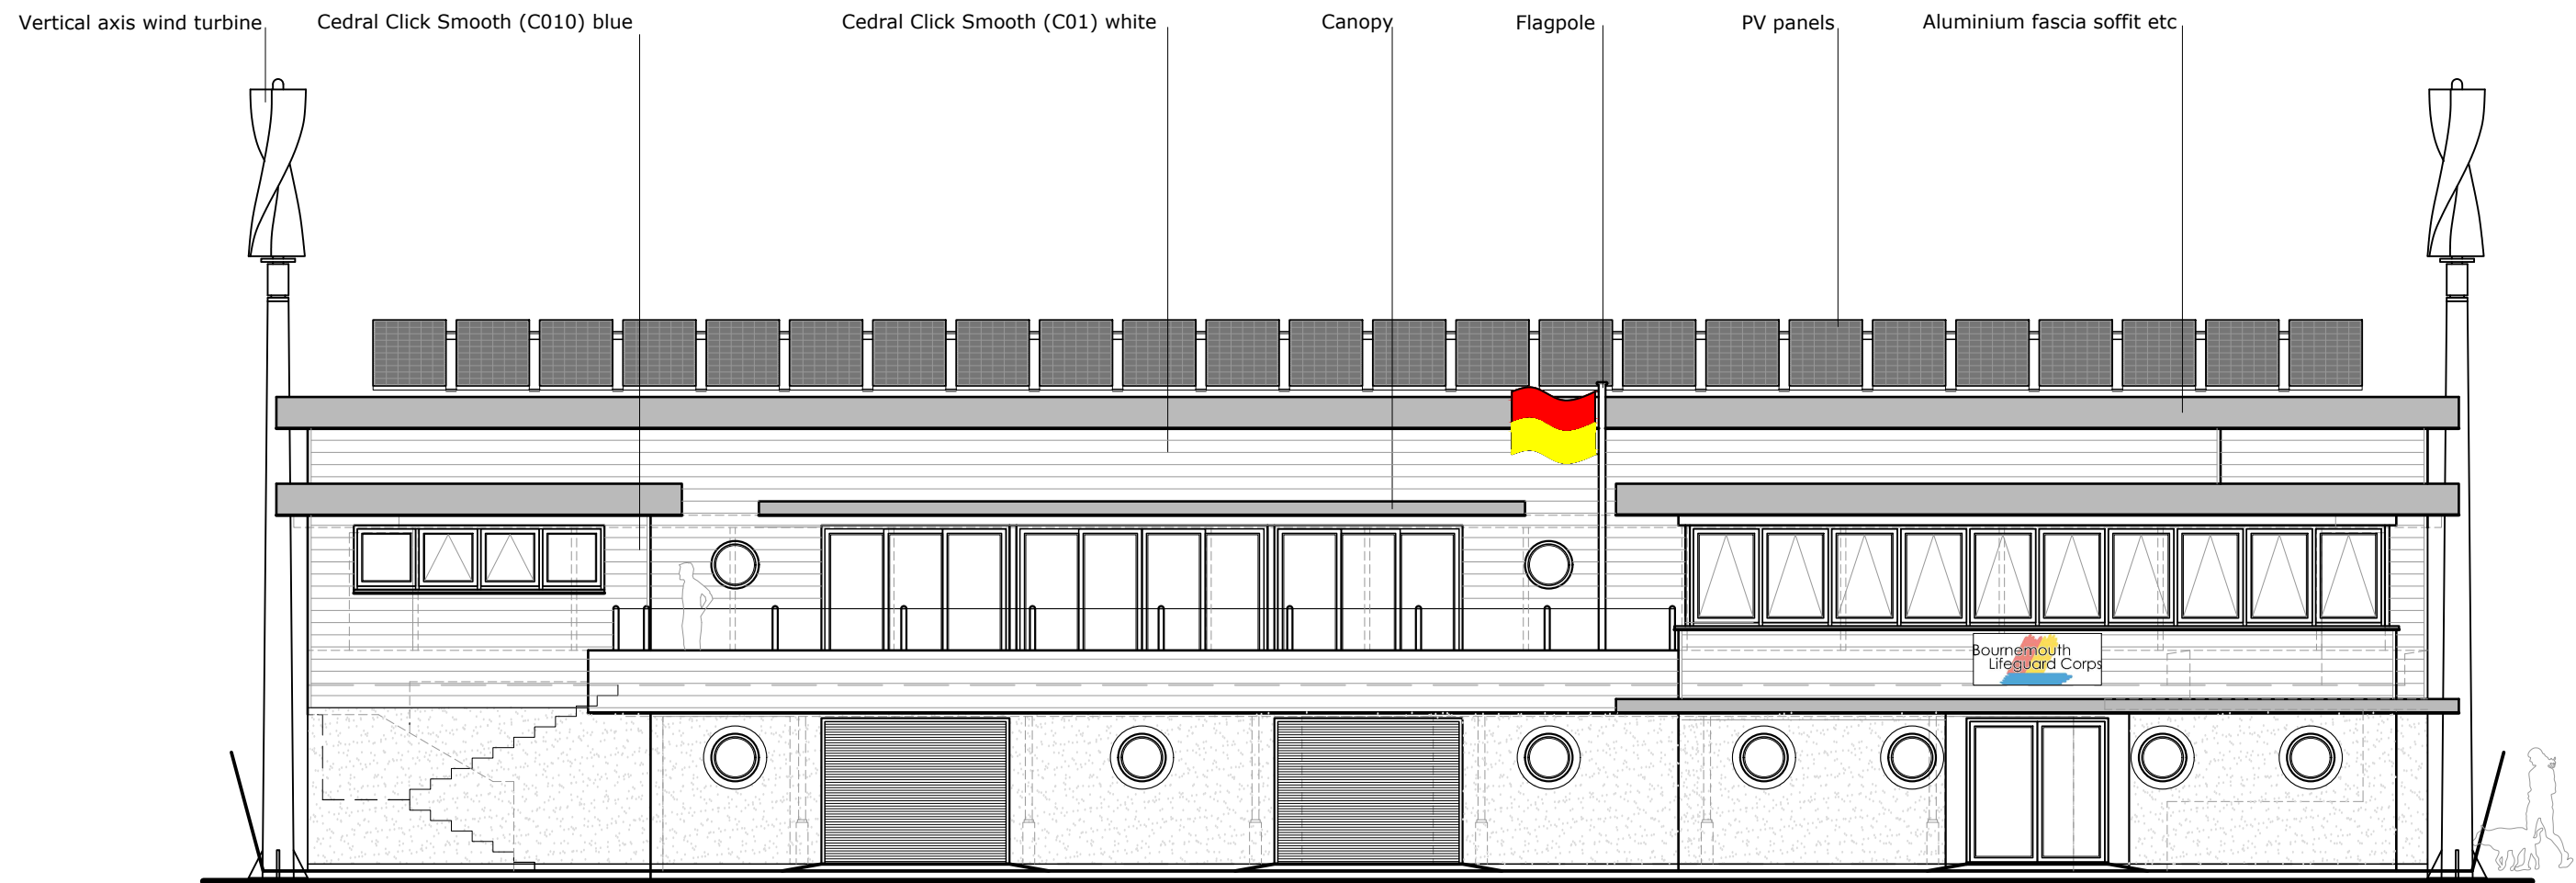 Vertical axis wind turbine
Cedral Click Smooth (C010) blue
Cedral Click Smooth (C01) white
Canopy
Flagpole
PV panels
Aluminium fascia soffit etc
Bournemouth
Lifeguard Corps